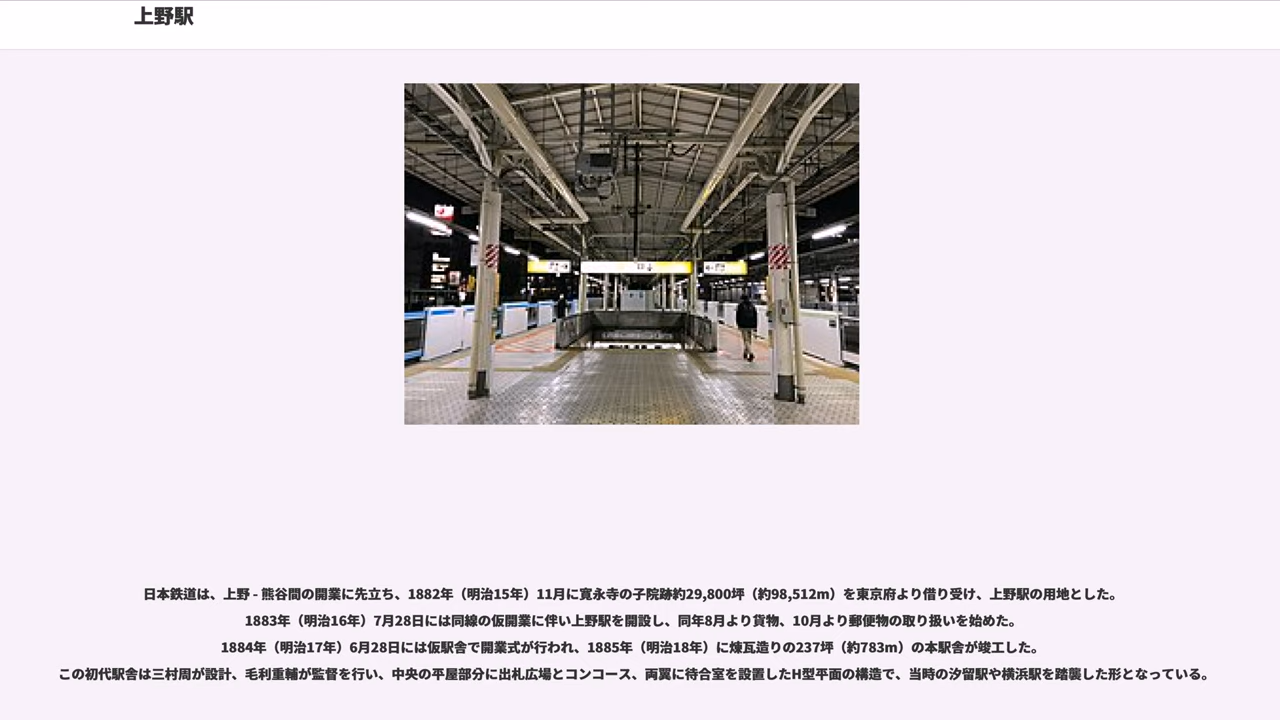 上野駅
日本鉄道は、上野 - 熊谷間の開業に先立ち、1882年（明治15年）11月に寛永寺の子院跡約29,800坪（約98,512m）を東京府より借り受け、上野駅の用地とした。
1883年（明治16年）7月28日には同線の仮開業に伴い上野駅を開設し、同年8月より貨物、10月より郵便物の取り扱いを始めた。
1884年（明治17年）6月28日には仮駅舎で開業式が行われ、1885年（明治18年）に煉瓦造りの237坪（約783m）の本駅舎が竣工した。
この初代駅舎は三村周が設計、毛利重輔が監督を行い、中央の平屋部分に出札広場とコンコース、両翼に待合室を設置したH型平面の構造で、当時の汐留駅や横浜駅を踏襲した形となっている。